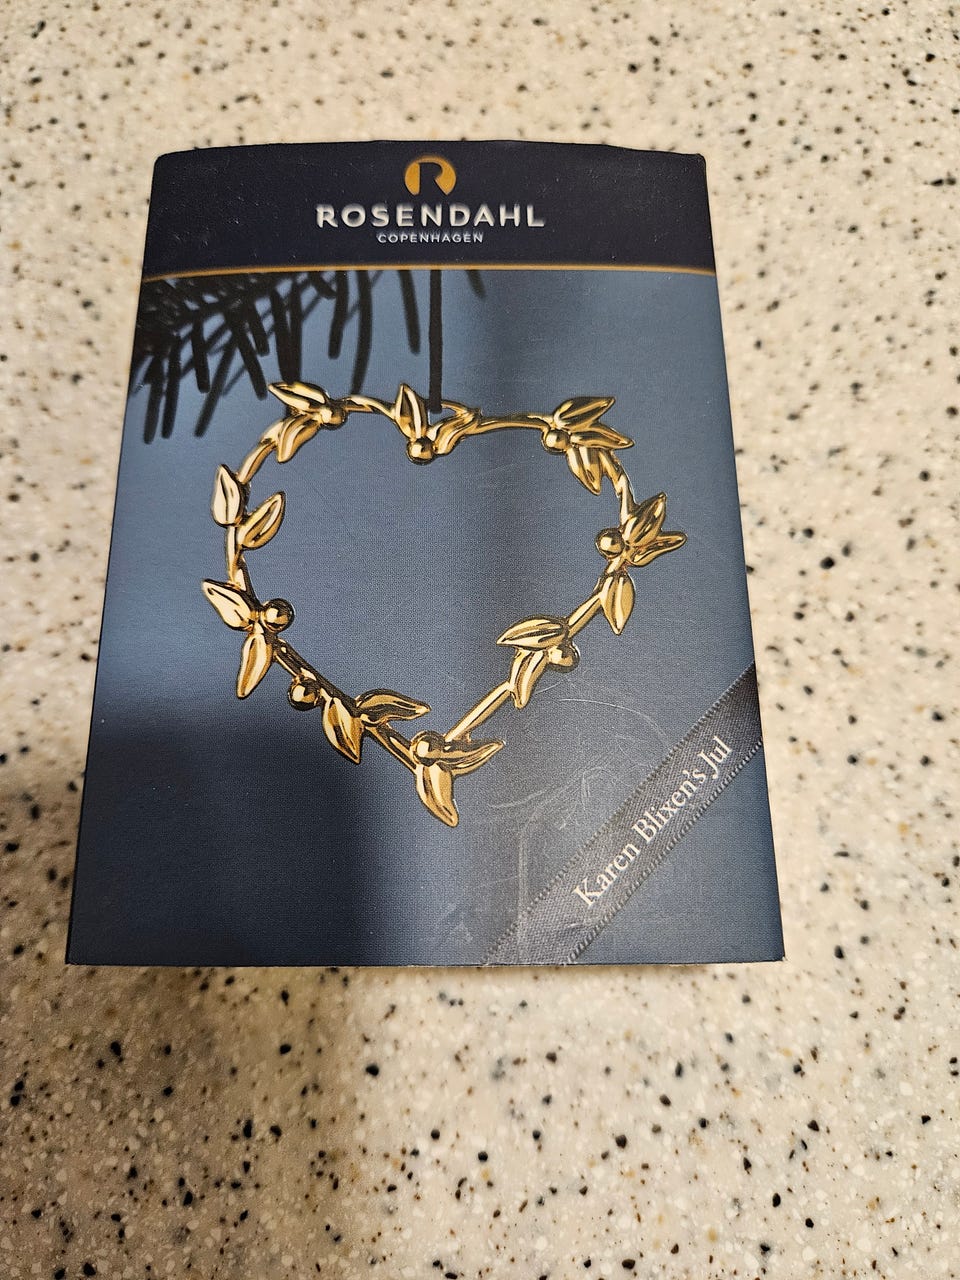 R
ROSENDAHL
COPENHAGEN
Karen Blixen's Jul